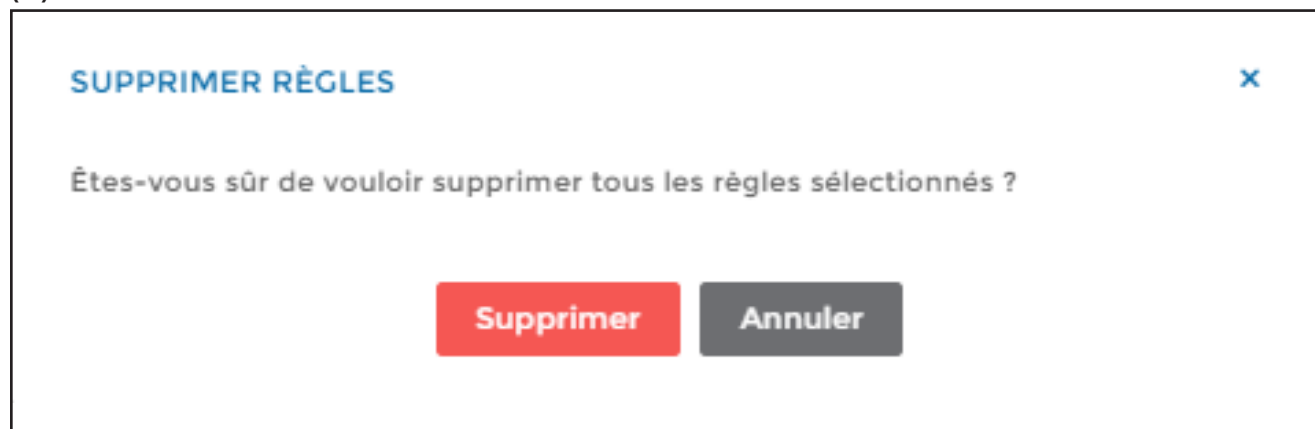 SUPPRIMER RÈGLES ×
Êtes-vous sûr de vouloir supprimer tous les règles sélectionnés ?
Supprimer Annuler